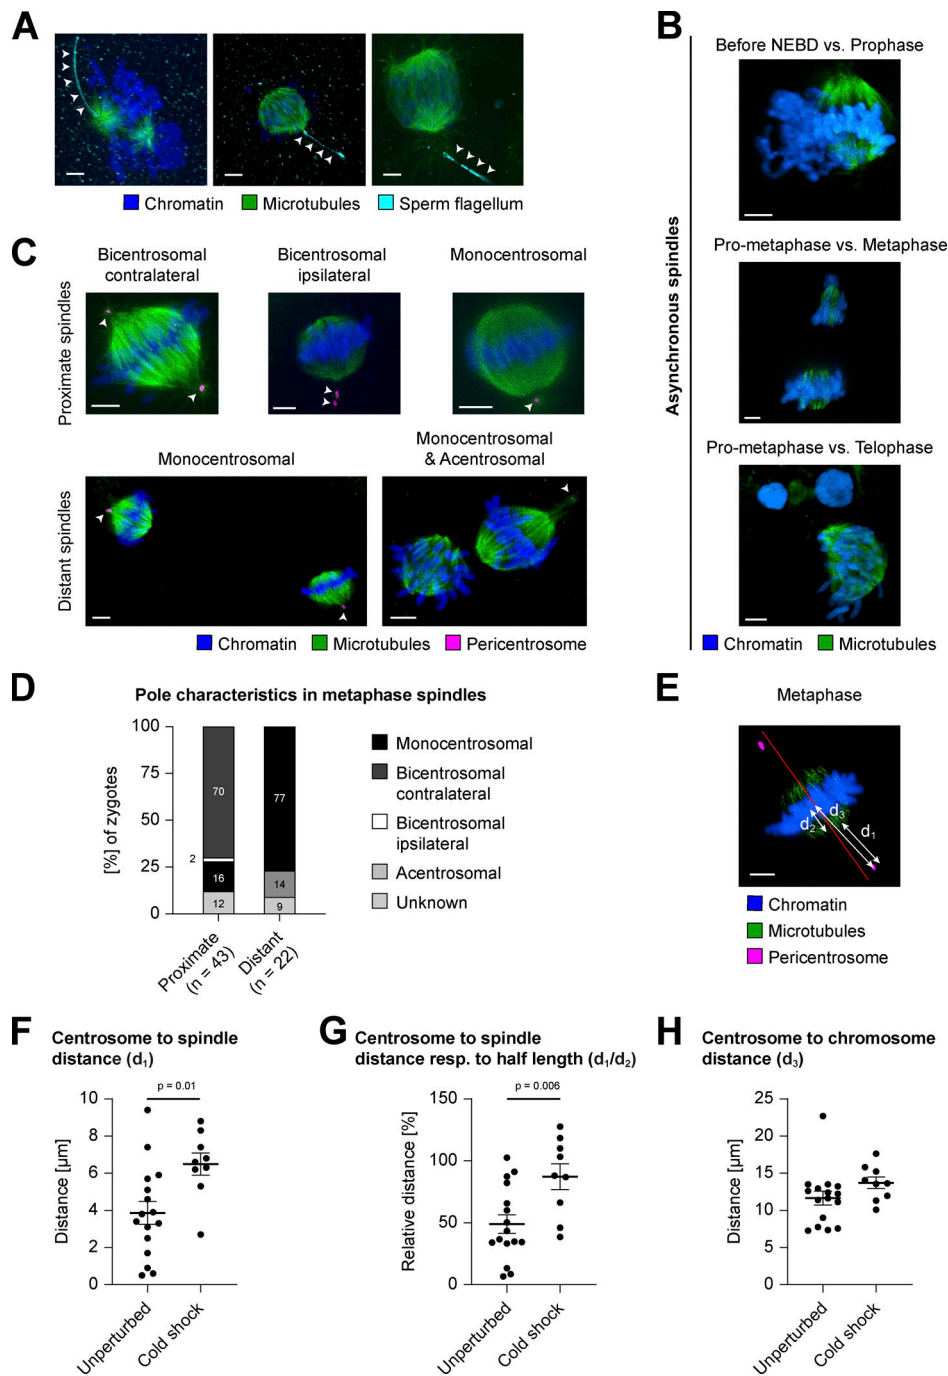 A
Chromatin
Microtubules
Sperm flagellum
B
Asynchronous spindles
Before NEBD vs. Prophase
Pro-metaphase vs. Metaphase
Pro-metaphase vs. Telophase
Chromatin
Microtubules
C
Proximate spindles
Bicentrosomal
contralateral
Bicentrosomal
ipsilateral
Monocentrosomal
Distant spindles
Monocentrosomal
Monocentrosomal
& Acentrosomal
Chromatin
Microtubules
Pericentrosome
D
Pole characteristics in metaphase spindles
[%] of zygotes
100
75
50
25
0
70
2
16
12
77
14
9
Proximate
(n = 43)
Distant
(n = 22)
Monocentrosomal
Bicentrosomal
contralateral
Bicentrosomal
ipsilateral
Acentrosomal
Unknown
E
Metaphase
d3
d2
d1
Chromatin
Microtubules
Pericentrosome
F
Centrosome to spindle
distance (d1)
p = 0.01
Distance [µm]
10
8
6
4
2
0
Unperturbed
Cold shock
G
Centrosome to spindle
distance resp. to half length (d1/d2)
p = 0.006
Relative distance [%]
150
100
50
0
Unperturbed
Cold shock
H
Centrosome to chromosome
distance (d3)
Distance [µm]
25
20
15
10
5
0
Unperturbed
Cold shock